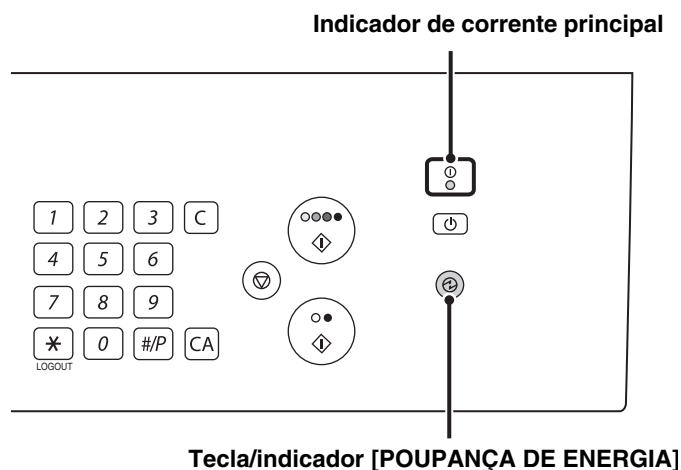 Indicador de corrente principal
1 2 3 C
4 5 6
7 8 9
* 0 #/P CA
LOGOUT
Tecla/indicador [POUPANÇA DE ENERGIA]